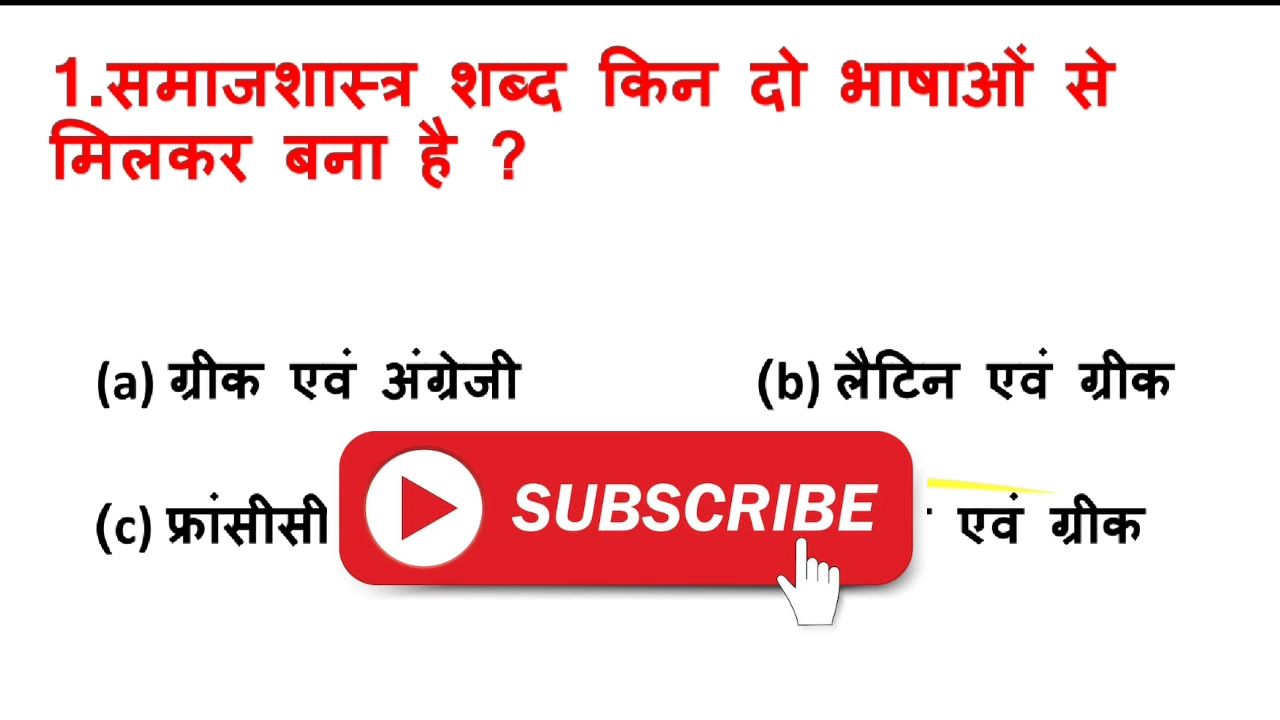 1.समाजशास्त्र शब्द किन दो भाषाओं से
मिलकर बना है ?
(a) ग्रीक एवं अंग्रेजी
(b) लैटिन एवं ग्रीक
(c) फ्रांसीसी
एवं ग्रीक
SUBSCRIBE